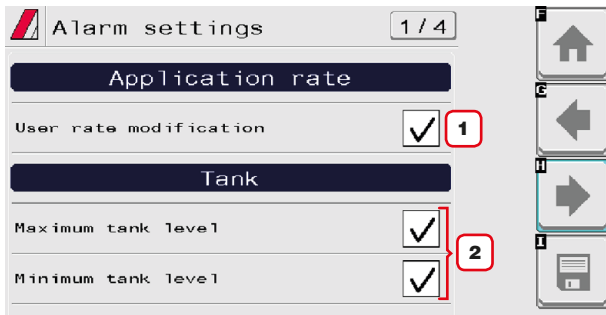 Alarm settings 1/4
Application rate
User rate modification 1
Tank
Maximum tank level
2
Minimum tank level
F
G
H
I